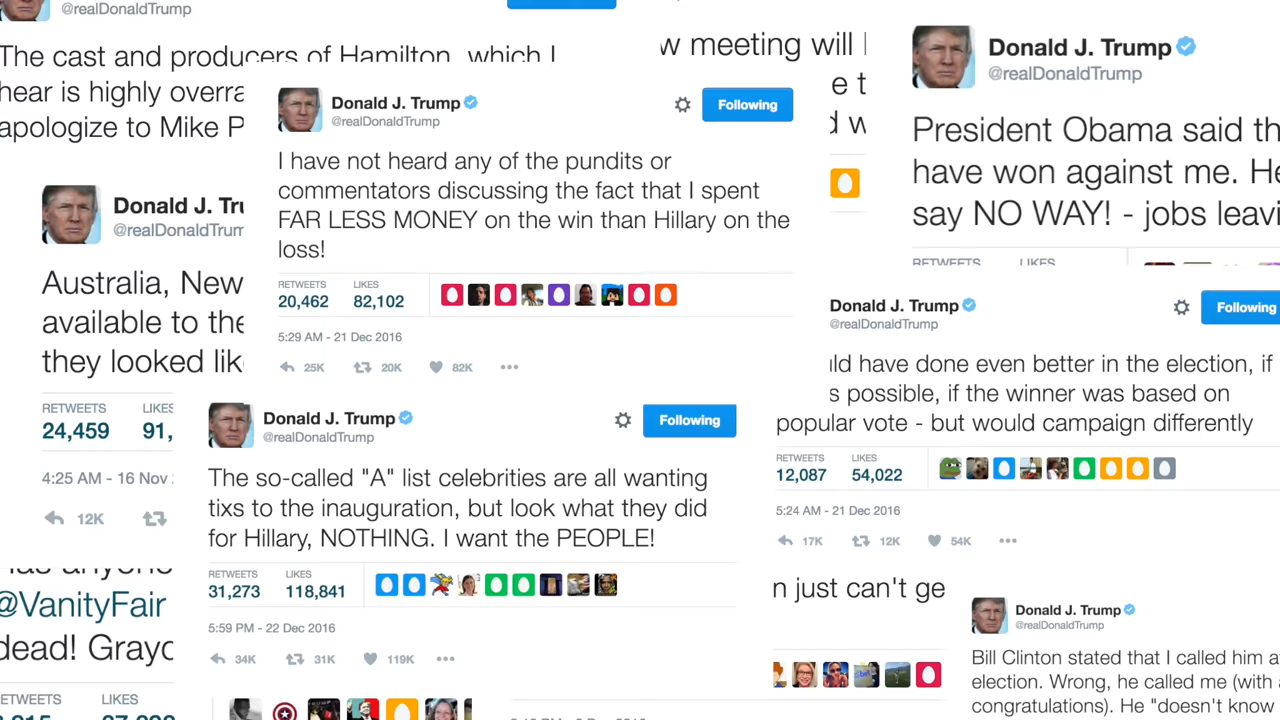 @realDonaldTrump
The cast and producers of Hamilton, which I
hear is highly overra
apologize to Mike P
w meeting will
e t
d w
Donald J. Trump
@realDonaldTrump
President Obama said th
have won against me. He
say NO WAY! - jobs leavi
RETWEETS LIKES
Donald J. Trump
@realDonaldTrump
Following
I have not heard any of the pundits or
commentators discussing the fact that I spent
FAR LESS MONEY on the win than Hillary on the
loss!
RETWEETS LIKES
20,462 82,102
5:29 AM - 21 Dec 2016
25K 20K 82K
Donald J. Tru
@realDonaldTrum
Australia, New
available to the
they looked lik
RETWEETS LIKES
24,459 91,
4:25 AM - 16 Nov
12K
Donald J. Trump
@realDonaldTrump
Following
ld have done even better in the election, if
s possible, if the winner was based on
popular vote - but would campaign differently
RETWEETS LIKES
12,087 54,022
5:24 AM - 21 Dec 2016
17K 12K 54K
Donald J. Trump
@realDonaldTrump
Following
The so-called "A" list celebrities are all wanting
tixs to the inauguration, but look what they did
for Hillary, NOTHING. I want the PEOPLE!
RETWEETS LIKES
31,273 118,841
5:59 PM - 22 Dec 2016
34K 31K 119K
has anyone
@VanityFair
dead! Grayd
ETWEETS LIKES
n just can't ge
Donald J. Trump
@realDonaldTrump
Bill Clinton stated that I called him a
election. Wrong, he called me (with a
congratulations). He "doesn't know